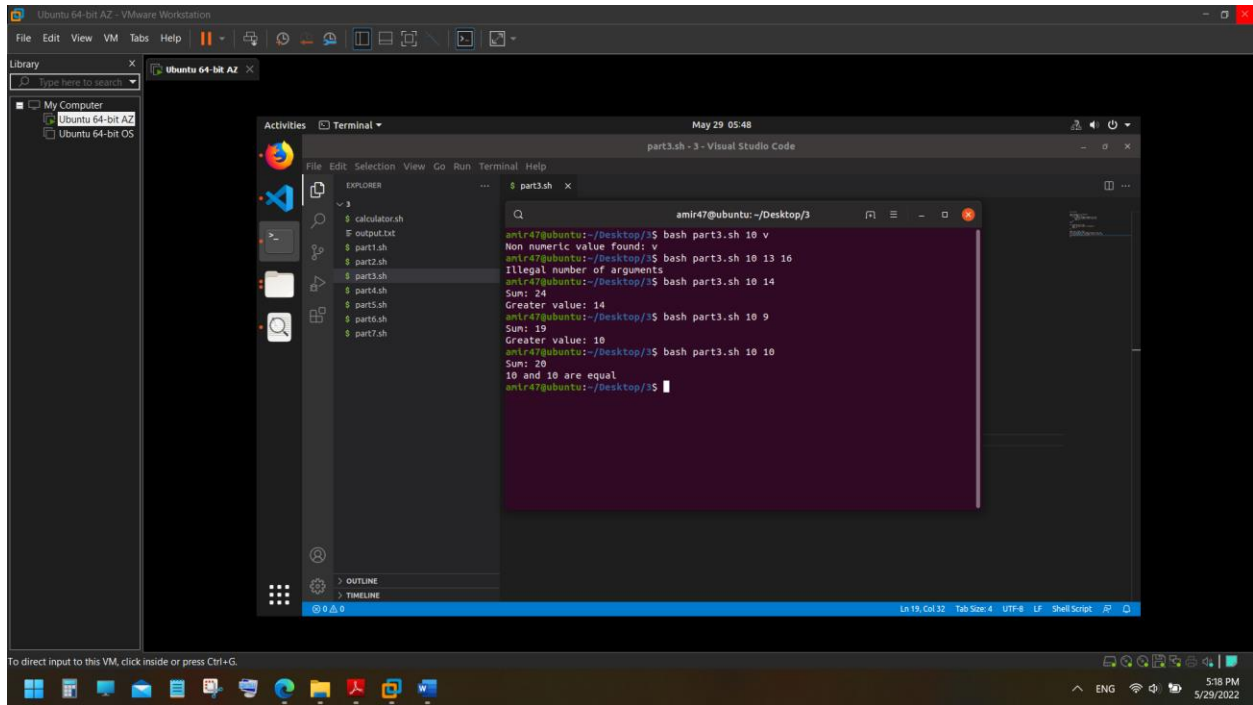 Ubuntu 64-bit AZ - VMware Workstation
File Edit View VM Tabs Help
Library X
Type here to search
My Computer
Ubuntu 64-bit AZ
Ubuntu 64-bit OS
Ubuntu 64-bit AZ
Activities Terminal May 29 05:48
part3.sh - 3 - Visual Studio Code
File Edit Selection View Go Run Terminal Help
EXPLORER
3
calculator.sh
output.txt
part1.sh
part2.sh
part3.sh
part4.sh
part5.sh
part6.sh
part7.sh
OUTLINE
TIMELINE
$ part3.sh
amir47@ubuntu: ~/Desktop/3
amir47@ubuntu:~/Desktop/3$ bash part3.sh 10 v
Non numeric value found: v
amir47@ubuntu:~/Desktop/3$ bash part3.sh 10 13 16
Illegal number of arguments
amir47@ubuntu:~/Desktop/3$ bash part3.sh 10 14
Sum: 24
Greater value: 14
amir47@ubuntu:~/Desktop/3$ bash part3.sh 10 9
Sum: 19
Greater value: 10
amir47@ubuntu:~/Desktop/3$ bash part3.sh 10 10
Sum: 20
10 and 10 are equal
amir47@ubuntu:~/Desktop/3$
0 0 Ln 19, Col 32 Tab Size: 4 UTF-8 LF Shell Script
To direct input to this VM, click inside or press Ctrl+G.
ENG 5:18 PM
5/29/2022